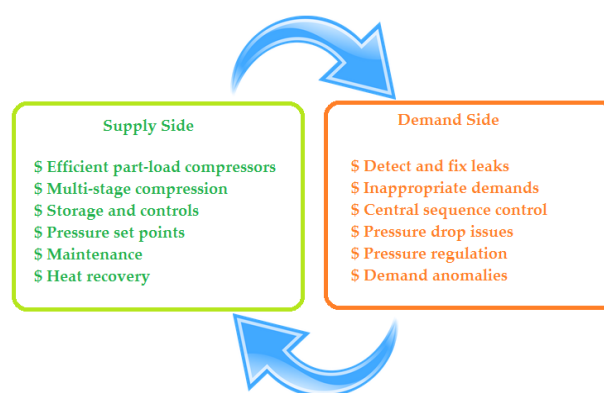 Supply Side
$ Efficient part-load compressors
$ Multi-stage compression
$ Storage and controls
$ Pressure set points
$ Maintenance
$ Heat recovery
Demand Side
$ Detect and fix leaks
$ Inappropriate demands
$ Central sequence control
$ Pressure drop issues
$ Pressure regulation
$ Demand anomalies